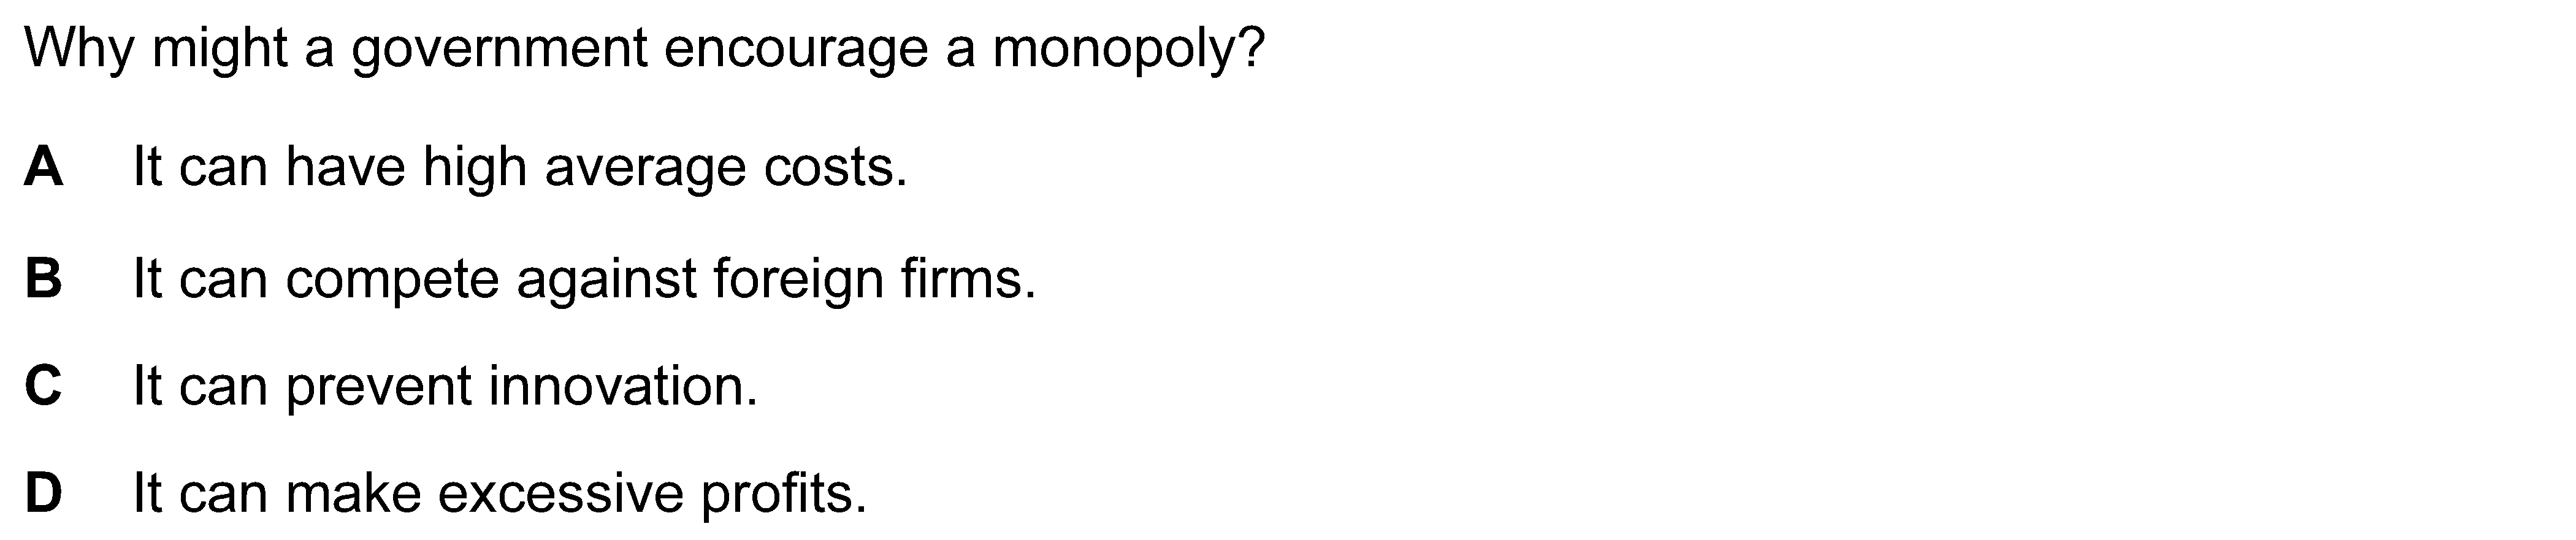 Why might a government encourage a monopoly?
A It can have high average costs.
B It can compete against foreign firms.
C It can prevent innovation.
D It can make excessive profits.